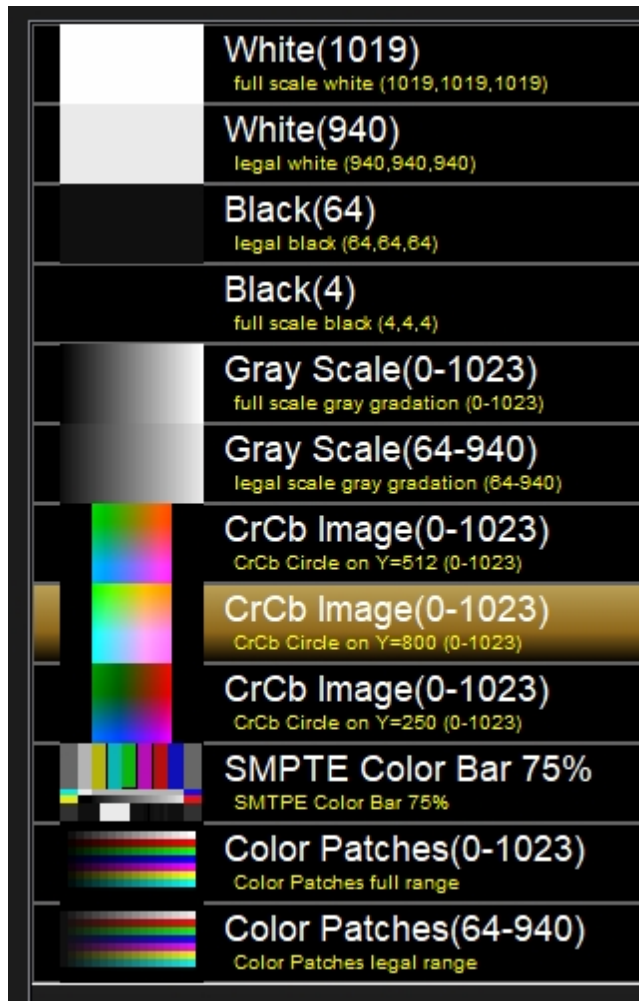 White(1019)
full scale white (1019,1019,1019)
White(940)
legal white (940,940,940)
Black(64)
legal black (64,64,64)
Black(4)
full scale black (4,4,4)
Gray Scale(0-1023)
full scale gray gradation (0-1023)
Gray Scale(64-940)
legal scale gray gradation (64-940)
CrCb Image(0-1023)
CrCb Circle on Y=512 (0-1023)
CrCb Image(0-1023)
CrCb Circle on Y=800 (0-1023)
CrCb Image(0-1023)
CrCb Circle on Y=250 (0-1023)
SMPTE Color Bar 75%
SMTPE Color Bar 75%
Color Patches(0-1023)
Color Patches full range
Color Patches(64-940)
Color Patches legal range